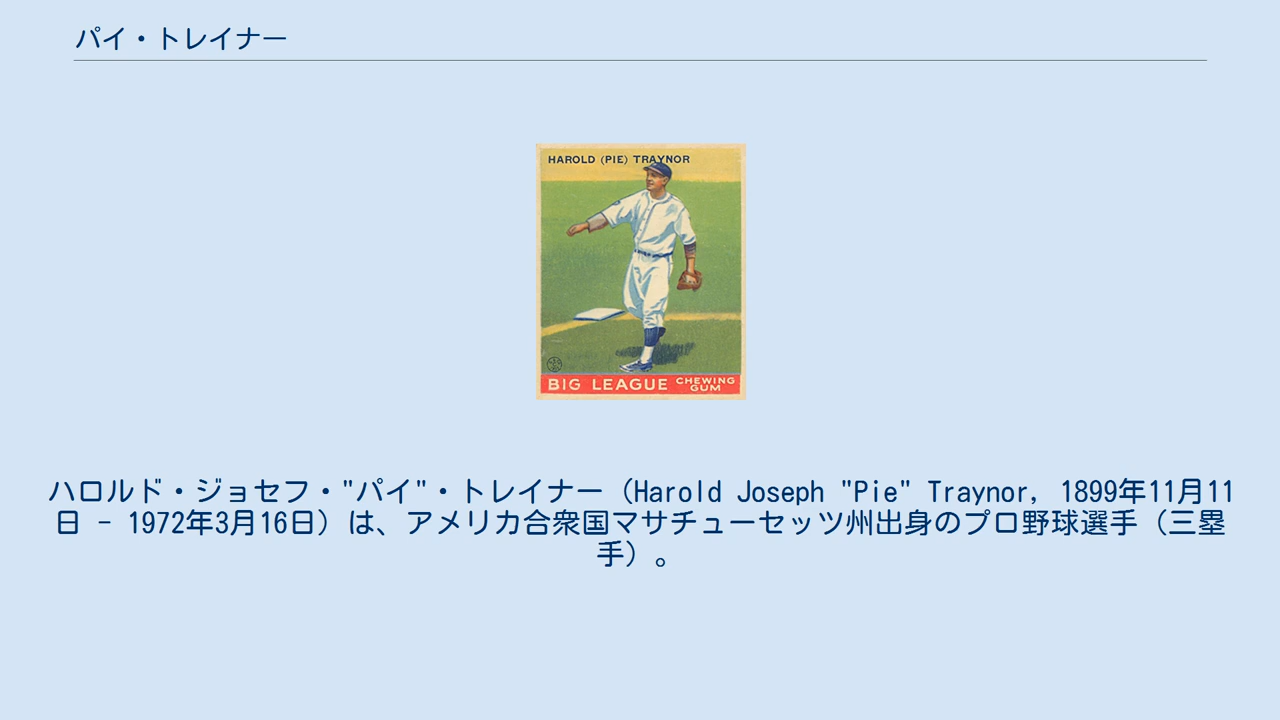 パイ・トレイナー
HAROLD (PIE) TRAYNOR
BIG LEAGUE CHEWING GUM
ハロルド・ジョセフ・"パイ"・トレイナー（Harold Joseph "Pie" Traynor, 1899年11月11
日 - 1972年3月16日）は、アメリカ合衆国マサチューセッツ州出身のプロ野球選手（三塁
手）。